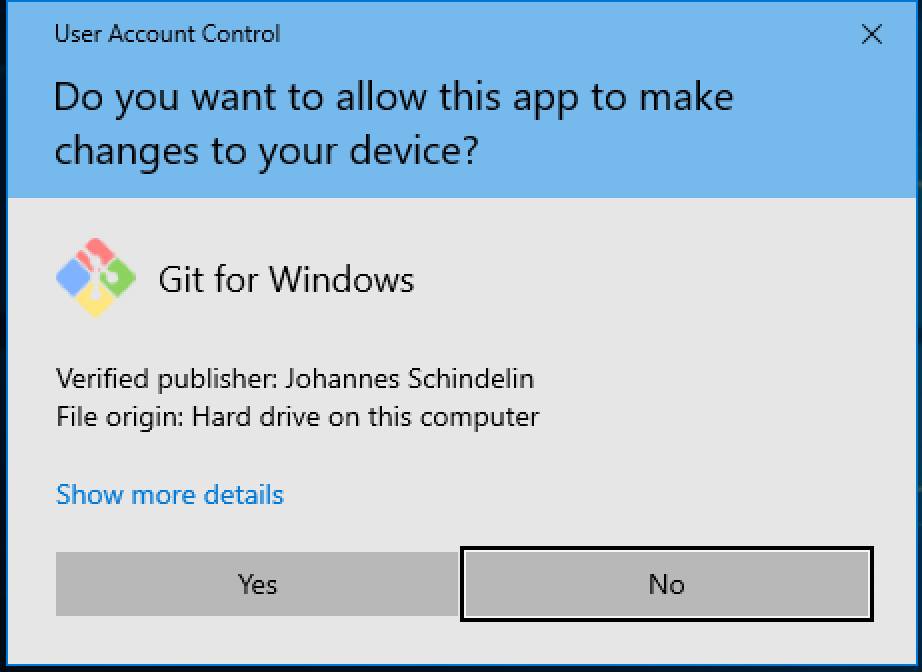 User Account Control
Do you want to allow this app to make
changes to your device?
Git for Windows
Verified publisher: Johannes Schindelin
File origin: Hard drive on this computer
Show more details
Yes
No